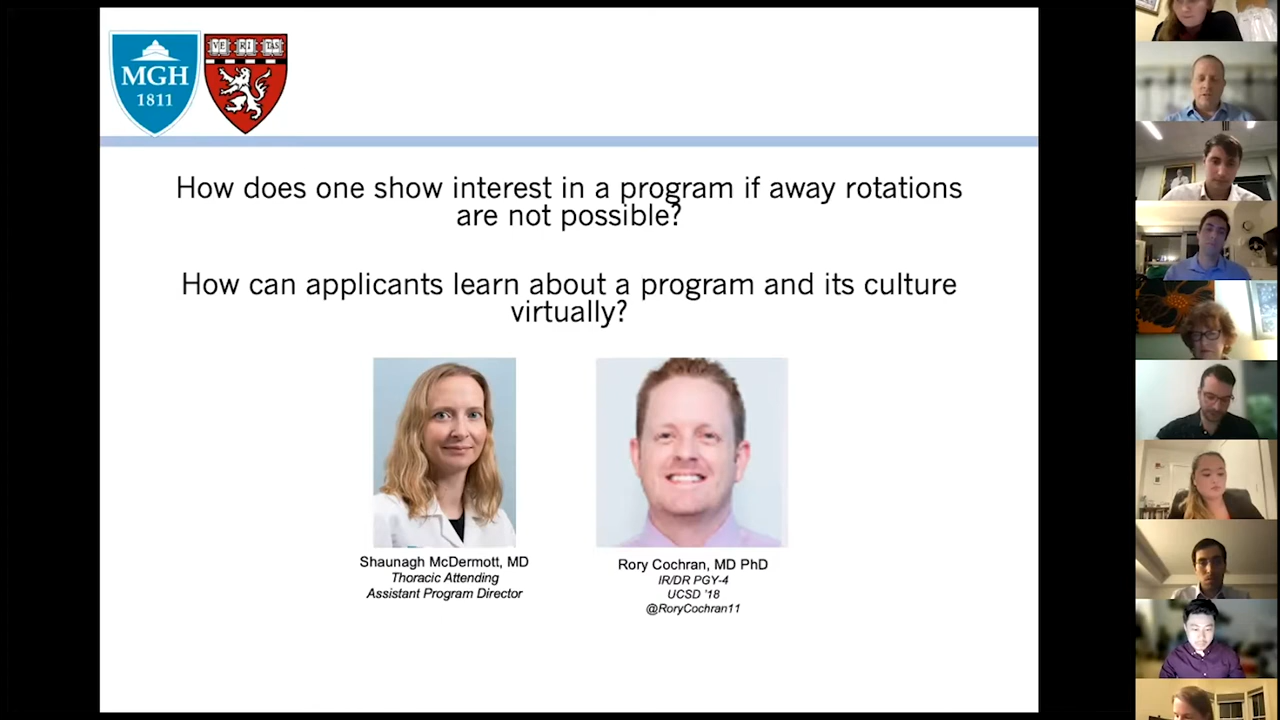 MGH
1811
VE RI TAS
How does one show interest in a program if away rotations
are not possible?
How can applicants learn about a program and its culture
virtually?
Shaunagh McDermott, MD
Thoracic Attending
Assistant Program Director
Rory Cochran, MD PhD
IR/DR PGY-4
UCSD '18
@RoryCochran11